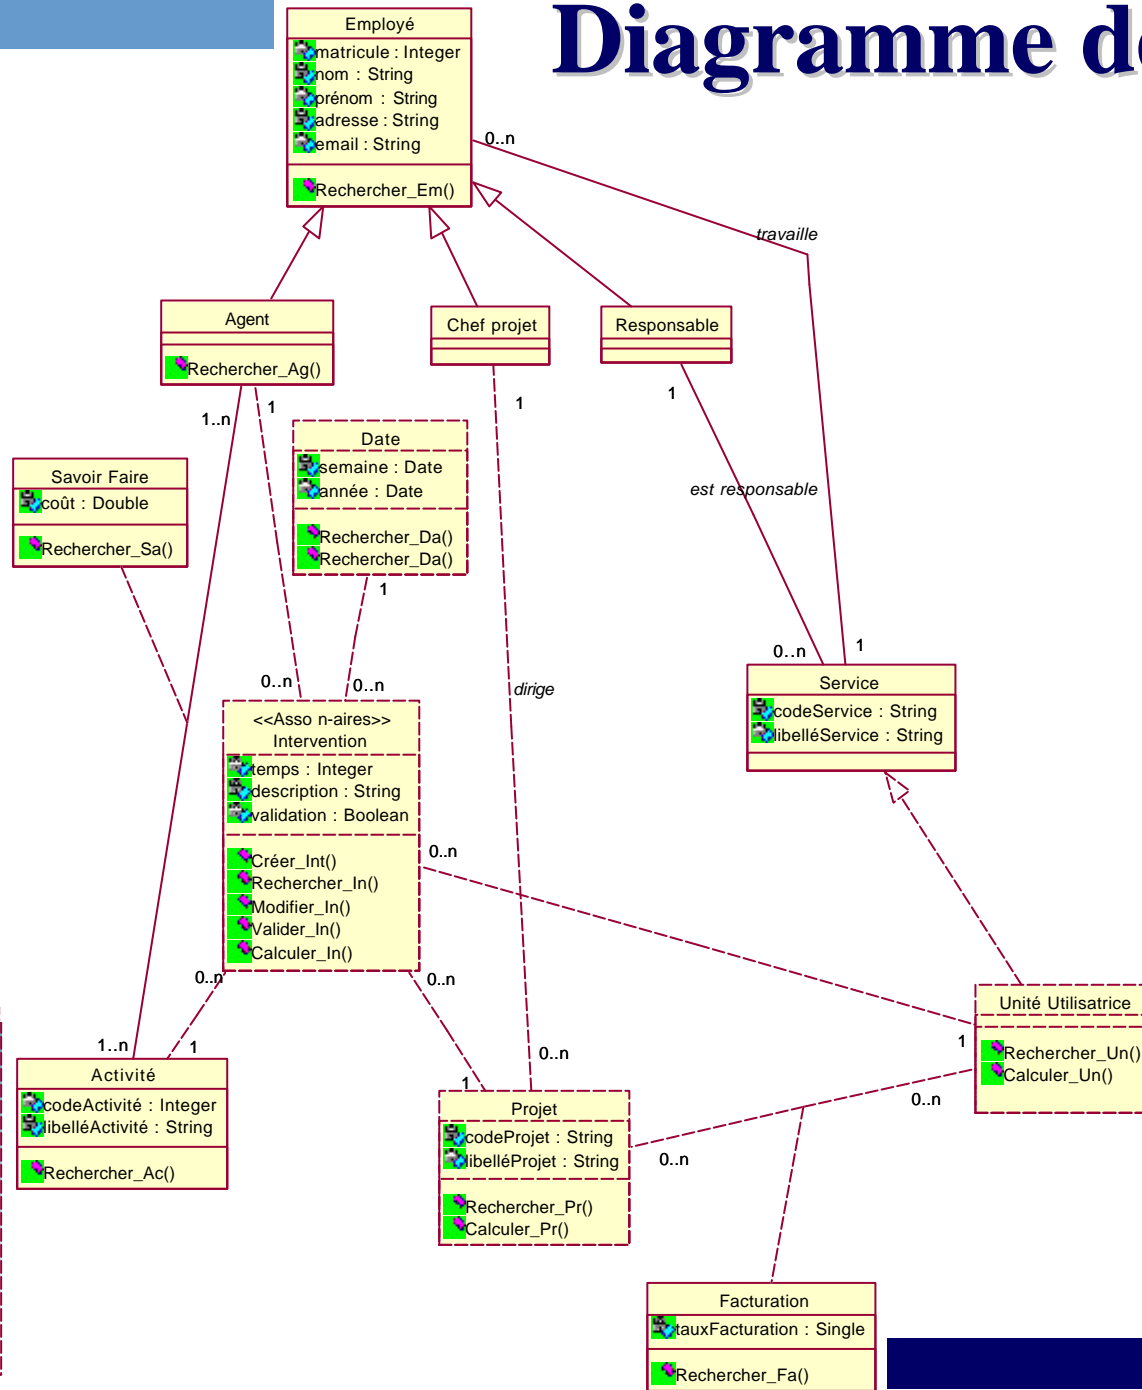 Diagramme de
Employé
matricule : Integer
nom : String
prénom : String
adresse : String
email : String
Rechercher_Em()
0..n
travaille
Agent
Rechercher_Ag()
Chef projet
Responsable
1..n
1
1
1
Date
semaine : Date
année : Date
Rechercher_Da()
Rechercher_Da()
1
Savoir Faire
coût : Double
Rechercher_Sa()
est responsable
0..n
1
0..n
0..n
dirige
Service
codeService : String
libelléService : String
<<Asso n-aires>>
Intervention
temps : Integer
description : String
validation : Boolean
Créer_Int()
Rechercher_In()
Modifier_In()
Valider_In()
Calculer_In()
0..n
0..n
0..n
Unité Utilisatrice
Rechercher_Un()
Calculer_Un()
1
0..n
1..n
1
0..n
1
Activité
codeActivité : Integer
libelléActivité : String
Rechercher_Ac()
Projet
codeProjet : String
libelléProjet : String
Rechercher_Pr()
Calculer_Pr()
0..n
Facturation
tauxFacturation : Single
Rechercher_Fa()